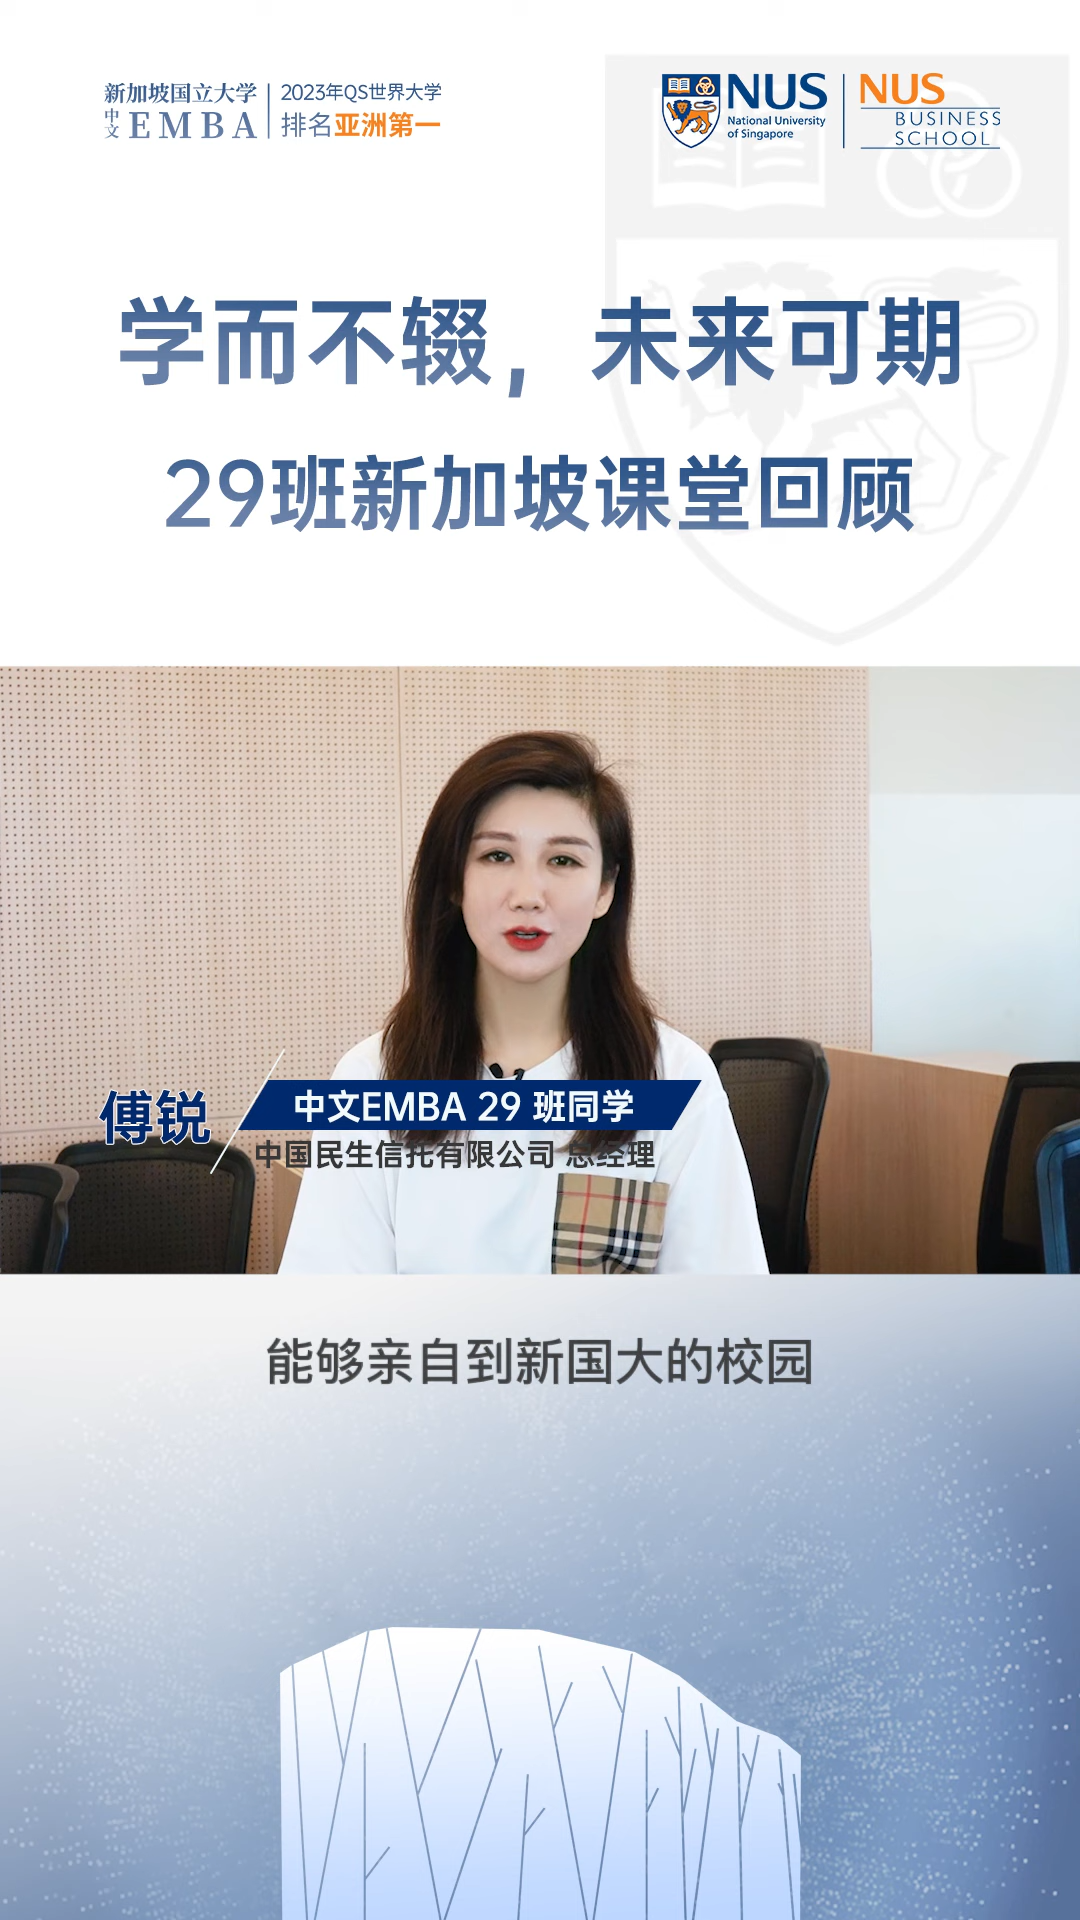 新加坡国立大学
中文
EMBA
2023年QS世界大学
排名亚洲第一
NUS
National University
of Singapore
NUS
BUSINESS
SCHOOL
学而不辍，未来可期
29班新加坡课堂回顾
傅锐
中文EMBA 29 班同学
中国民生信托有限公司 总经理
能够亲自到新国大的校园